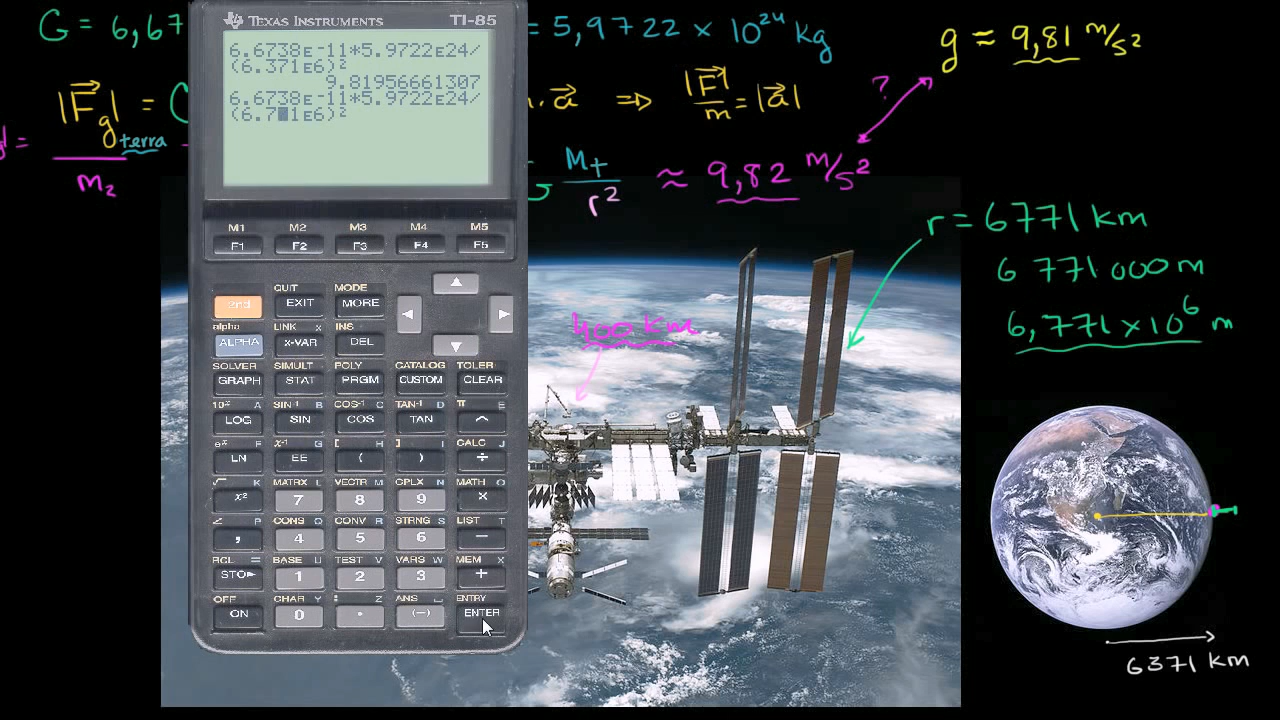 G = 6,67
= 5,9722 × 10²⁴ kg
g ≈ 9,81 m/s²
|F⃗g| =
terra
. a⃗ ⇒ |F⃗|/m = |a⃗|
?
m₂
M_T/r² ≈ 9,82 m/s²
r = 6771 km
6 771 000 m
6,771 × 10⁶ m
400 km
6371 km
TEXAS INSTRUMENTS TI-85
6.6738E-11*5.9722E24/
(6.371E6)²
9.81956661307
6.6738E-11*5.9722E24/
(6.7█1E6)²
M1 M2 M3 M4 M5
F1 F2 F3 F4 F5
QUIT MODE
2nd EXIT MORE
alpha LINK x INS
ALPHA x-VAR DEL
SOLVER SIMULT POLY CATALOG TOLER
GRAPH STAT PRGM CUSTOM CLEAR
10ˣ A SIN⁻¹ B COS⁻¹ C TAN⁻¹ D π E
LOG SIN COS TAN ^
eˣ F x⁻¹ G [ H ] I CALC J
LN EE ( ) ÷
√ K MATRX L VECTR M CPLX N MATH O
x² 7 8 9 ×
∠ P CONS Q CONV R STRNG S LIST T
, 4 5 6 −
RCL = BASE U TEST V VARS W MEM X
STO▶ 1 2 3 +
OFF CHAR Y : Z ANS ␣ ENTRY
ON 0 . (−) ENTER